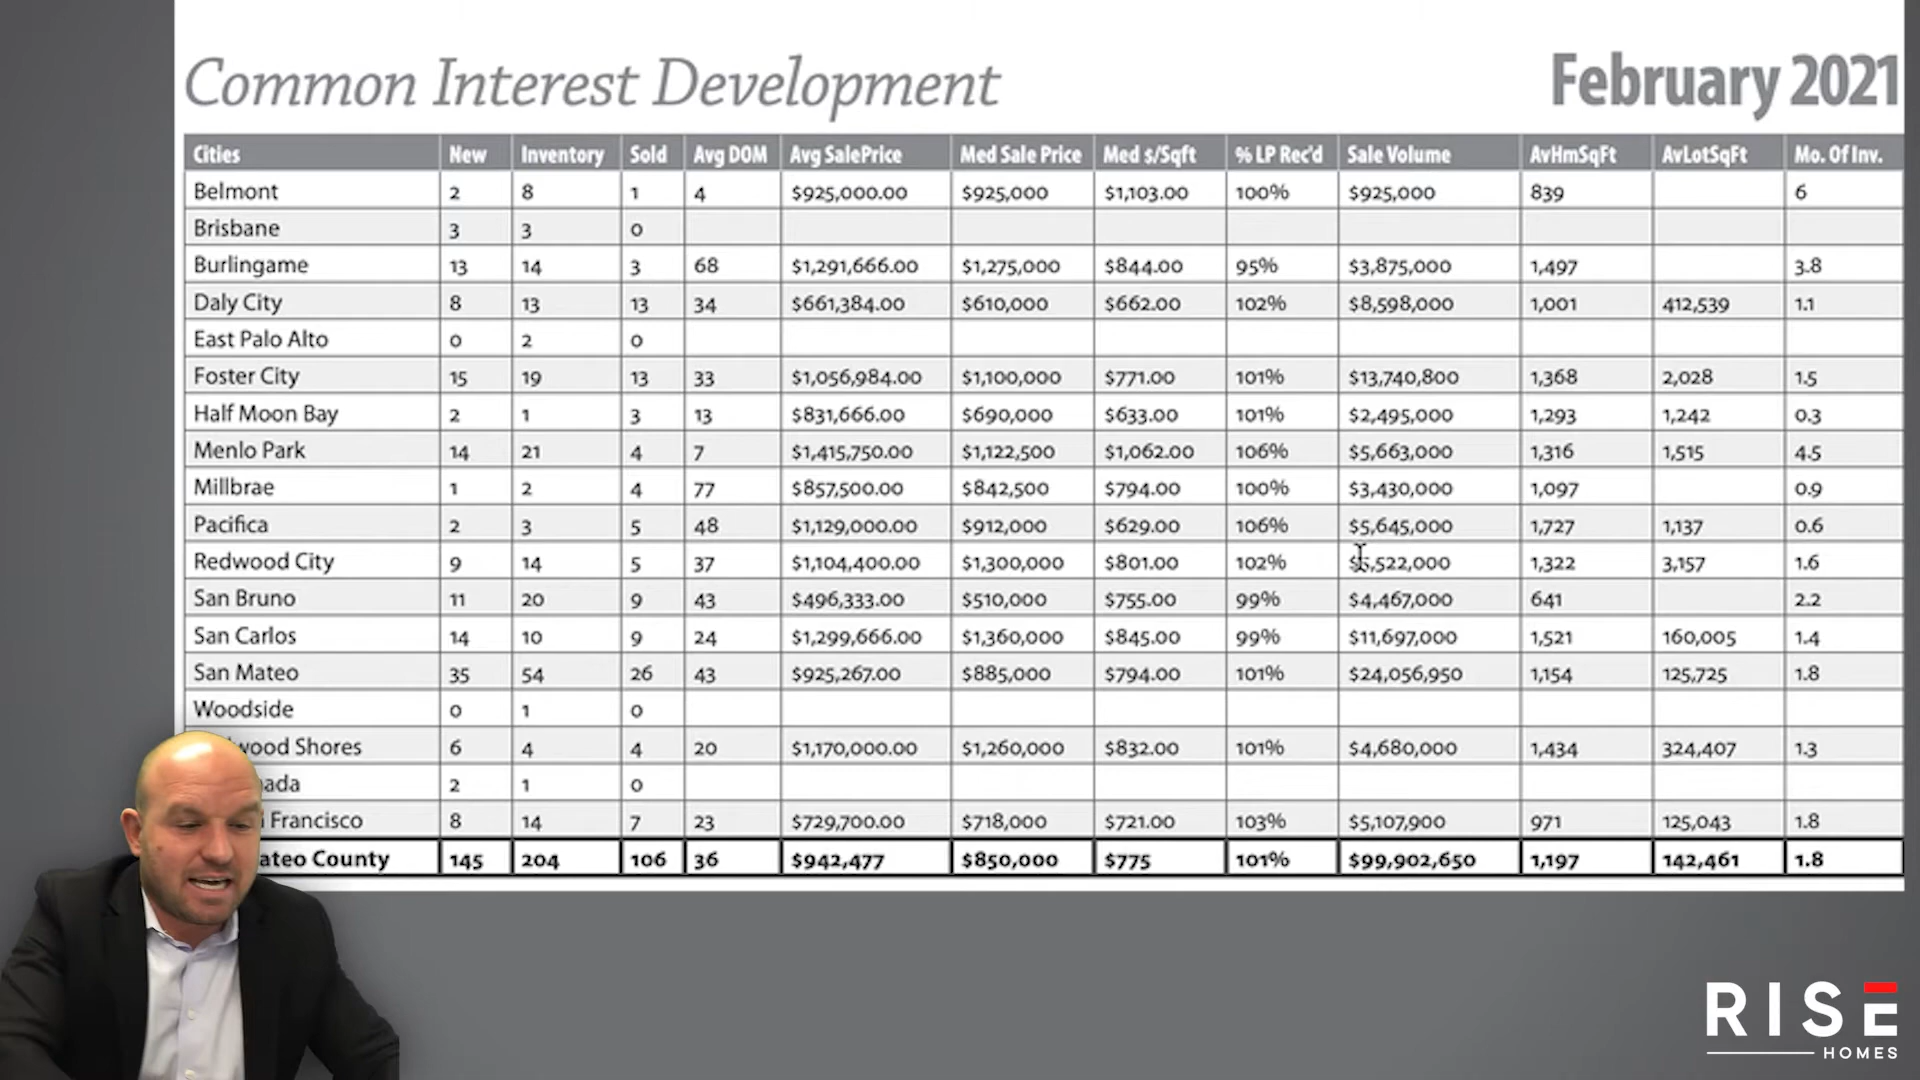 Common Interest Development February 2021
Cities New Inventory Sold Avg DOM Avg SalePrice Med Sale Price Med $/Sqft % LP Rec'd Sale Volume AvHmSqFt AvLotSqFt Mo. Of Inv.
Belmont 2 8 1 4 $925,000.00 $925,000 $1,103.00 100% $925,000 839 6
Brisbane 3 3 0
Burlingame 13 14 3 68 $1,291,666.00 $1,275,000 $844.00 95% $3,875,000 1,497 3.8
Daly City 8 13 13 34 $661,384.00 $610,000 $662.00 102% $8,598,000 1,001 412,539 1.1
East Palo Alto 0 2 0
Foster City 15 19 13 33 $1,056,984.00 $1,100,000 $771.00 101% $13,740,800 1,368 2,028 1.5
Half Moon Bay 2 1 3 13 $831,666.00 $690,000 $633.00 101% $2,495,000 1,293 1,242 0.3
Menlo Park 14 21 4 7 $1,415,750.00 $1,122,500 $1,062.00 106% $5,663,000 1,316 1,515 4.5
Millbrae 1 2 4 77 $857,500.00 $842,500 $794.00 100% $3,430,000 1,097 0.9
Pacifica 2 3 5 48 $1,129,000.00 $912,000 $629.00 106% $5,645,000 1,727 1,137 0.6
Redwood City 9 14 5 37 $1,104,400.00 $1,300,000 $801.00 102% $5,522,000 1,322 3,157 1.6
San Bruno 11 20 9 43 $496,333.00 $510,000 $755.00 99% $4,467,000 641 2.2
San Carlos 14 10 9 24 $1,299,666.00 $1,360,000 $845.00 99% $11,697,000 1,521 160,005 1.4
San Mateo 35 54 26 43 $925,267.00 $885,000 $794.00 101% $24,056,950 1,154 125,725 1.8
Woodside 0 1 0
wood Shores 6 4 4 20 $1,170,000.00 $1,260,000 $832.00 101% $4,680,000 1,434 324,407 1.3
ada 2 1 0
Francisco 8 14 7 23 $729,700.00 $718,000 $721.00 103% $5,107,900 971 125,043 1.8
ateo County 145 204 106 36 $942,477 $850,000 $775 101% $99,902,650 1,197 142,461 1.8
RISE
HOMES